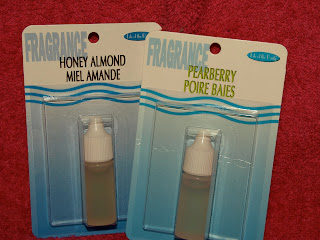 FRAGRANCE
HONEY ALMOND
MIEL AMANDE
FRAGRANCE
PEARBERRY
POIRE BAIES